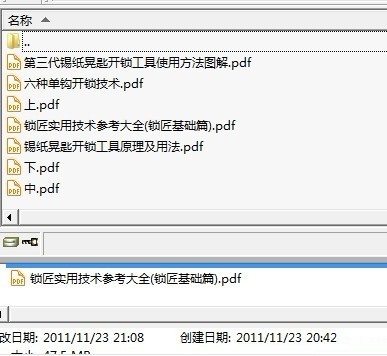 名称
..
第三代锡纸晃匙开锁工具使用方法图解.pdf
六种单钩开锁技术.pdf
上.pdf
锁匠实用技术参考大全(锁匠基础篇).pdf
锡纸晃匙开锁工具原理及用法.pdf
下.pdf
中.pdf
锁匠实用技术参考大全(锁匠基础篇).pdf
改日期: 2011/11/23 21:08 创建日期: 2011/11/23 20:42
大小: 47.5 MB